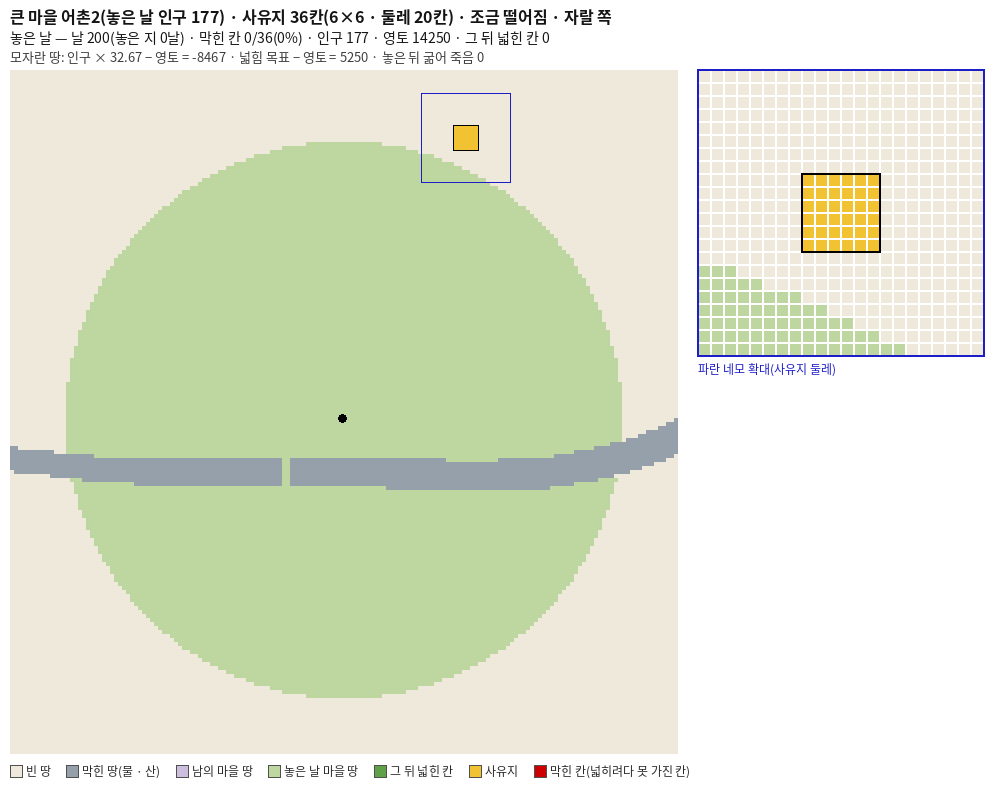 큰 마을 어촌2(놓은 날 인구 177) · 사유지 36칸(6×6 · 둘레 20칸) · 조금 떨어짐 · 자랄 쪽
놓은 날 — 날 200(놓은 지 0날) · 막힌 칸 0/36(0%) · 인구 177 · 영토 14250 · 그 뒤 넓힌 칸 0
모자란 땅: 인구 × 32.67 − 영토 = -8467 · 넓힘 목표 − 영토 = 5250 · 놓은 뒤 굶어 죽음 0
파란 네모 확대(사유지 둘레)
빈 땅 막힌 땅(물 · 산) 남의 마을 땅 놓은 날 마을 땅 그 뒤 넓힌 칸 사유지 막힌 칸(넓히려다 못 가진 칸)